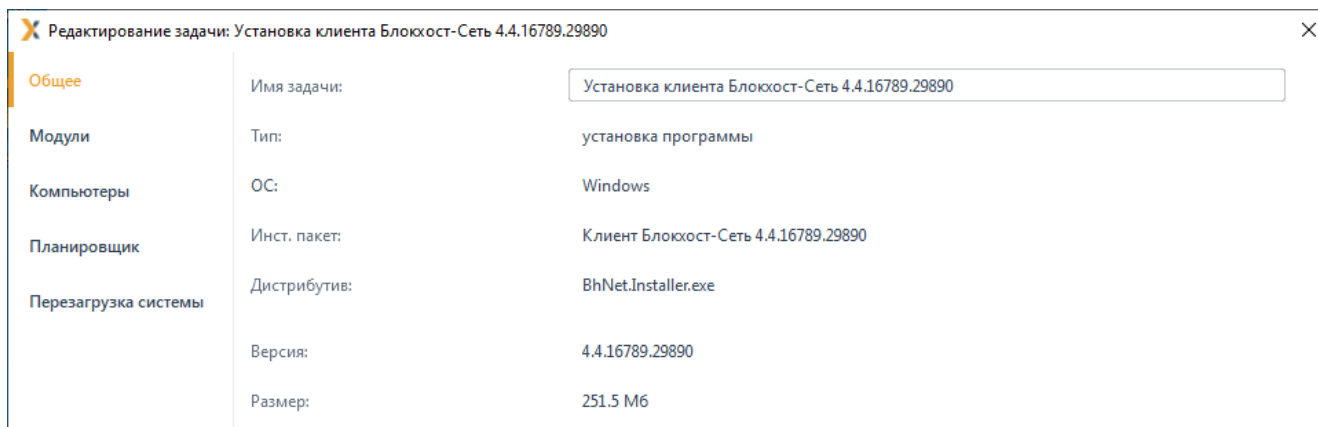 Редактирование задачи: Установка клиента Блокхост-Сеть 4.4.16789.29890
Общее
Имя задачи: Установка клиента Блокхост-Сеть 4.4.16789.29890
Модули
Тип: установка программы
Компьютеры
ОС: Windows
Планировщик
Инст. пакет: Клиент Блокхост-Сеть 4.4.16789.29890
Перезагрузка системы
Дистрибутив: BhNet.Installer.exe
Версия: 4.4.16789.29890
Размер: 251.5 Мб